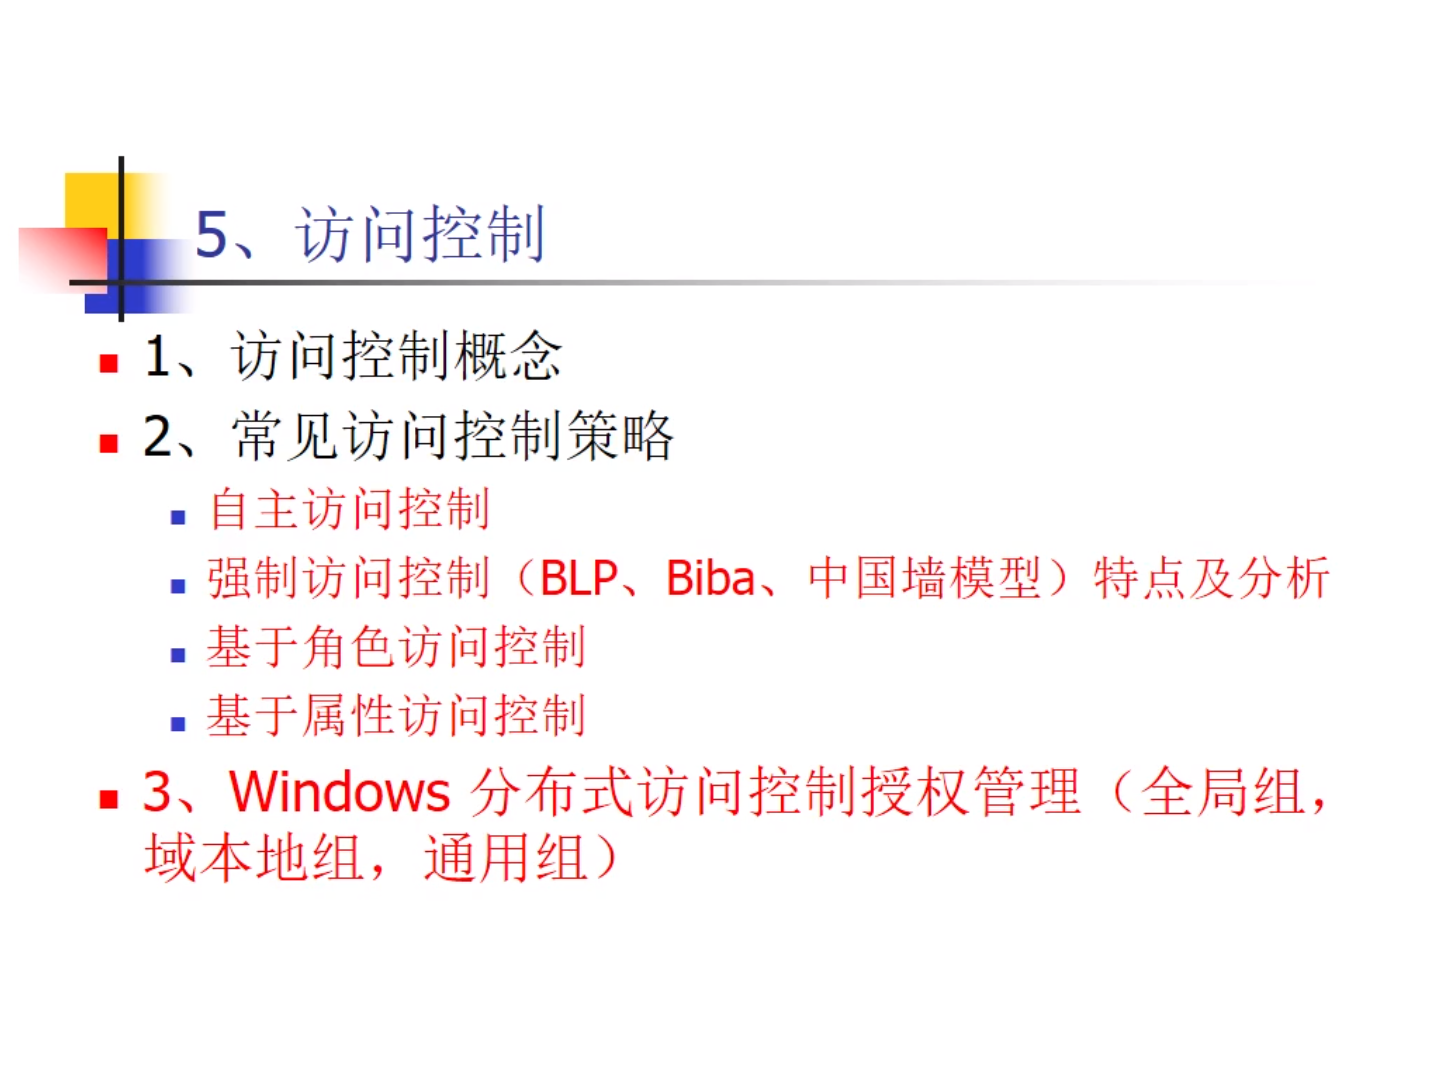 5、访问控制
1、访问控制概念
2、常见访问控制策略
自主访问控制
强制访问控制（BLP、Biba、中国墙模型）特点及分析
基于角色访问控制
基于属性访问控制
3、Windows 分布式访问控制授权管理（全局组，
域本地组，通用组）